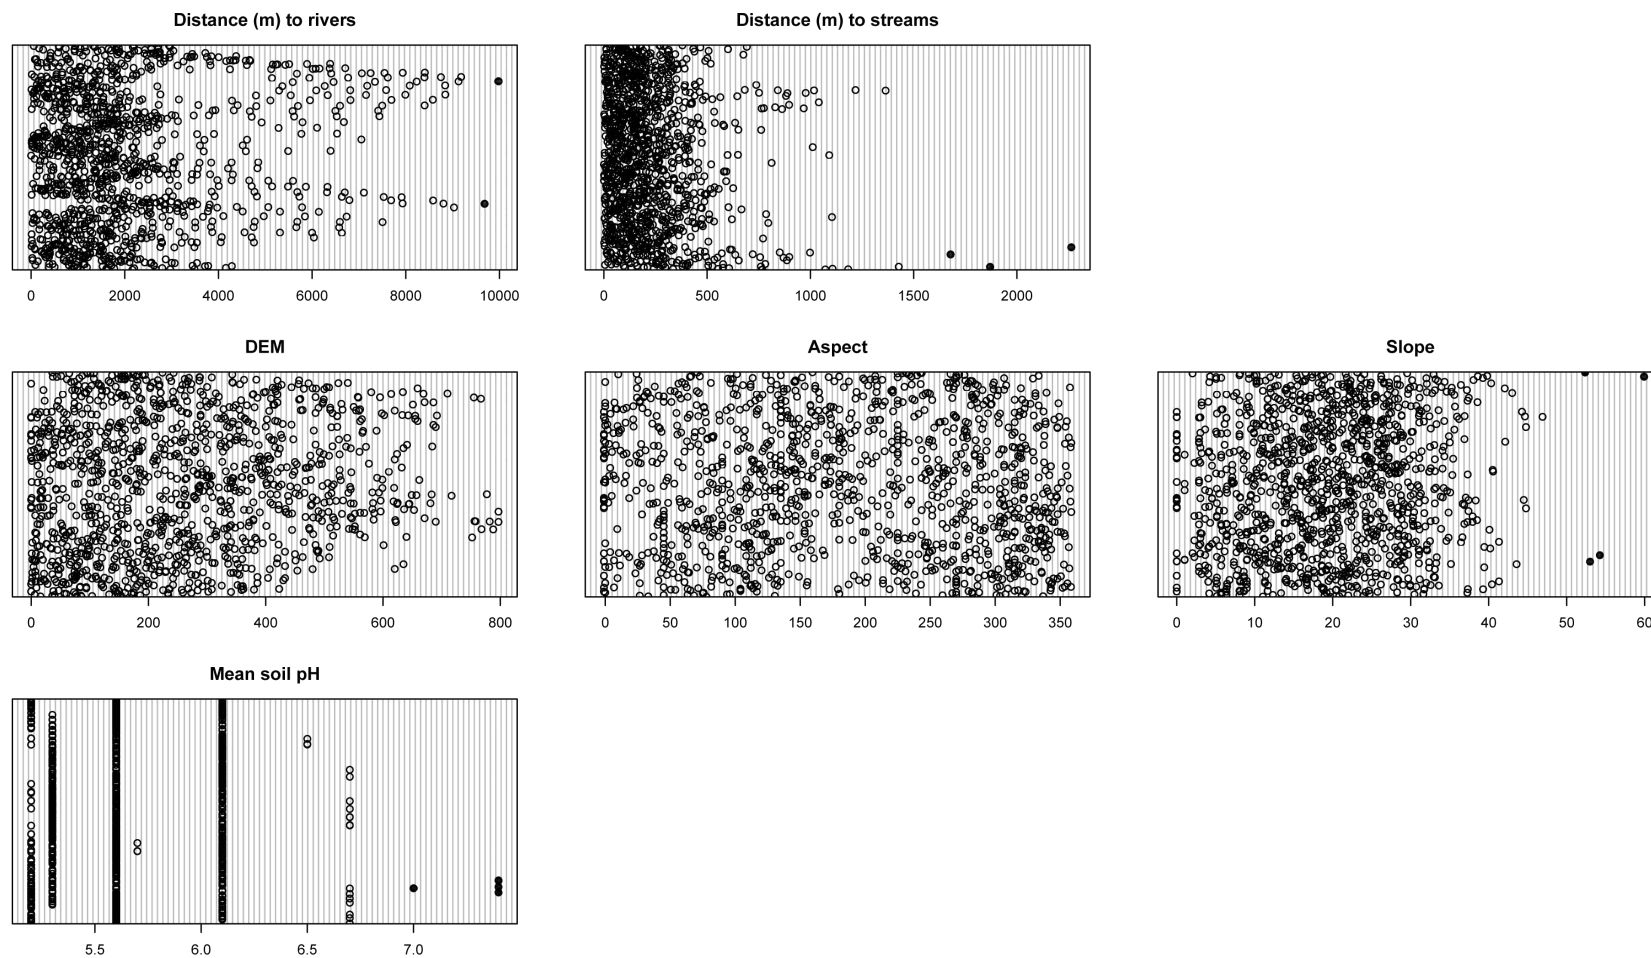 Distance (m) to rivers Distance (m) to streams
0 2000 4000 6000 8000 10000 0 500 1000 1500 2000
DEM Aspect Slope
0 200 400 600 800 0 50 100 150 200 250 300 350 0 10 20 30 40 50 60
Mean soil pH
5.5 6.0 6.5 7.0